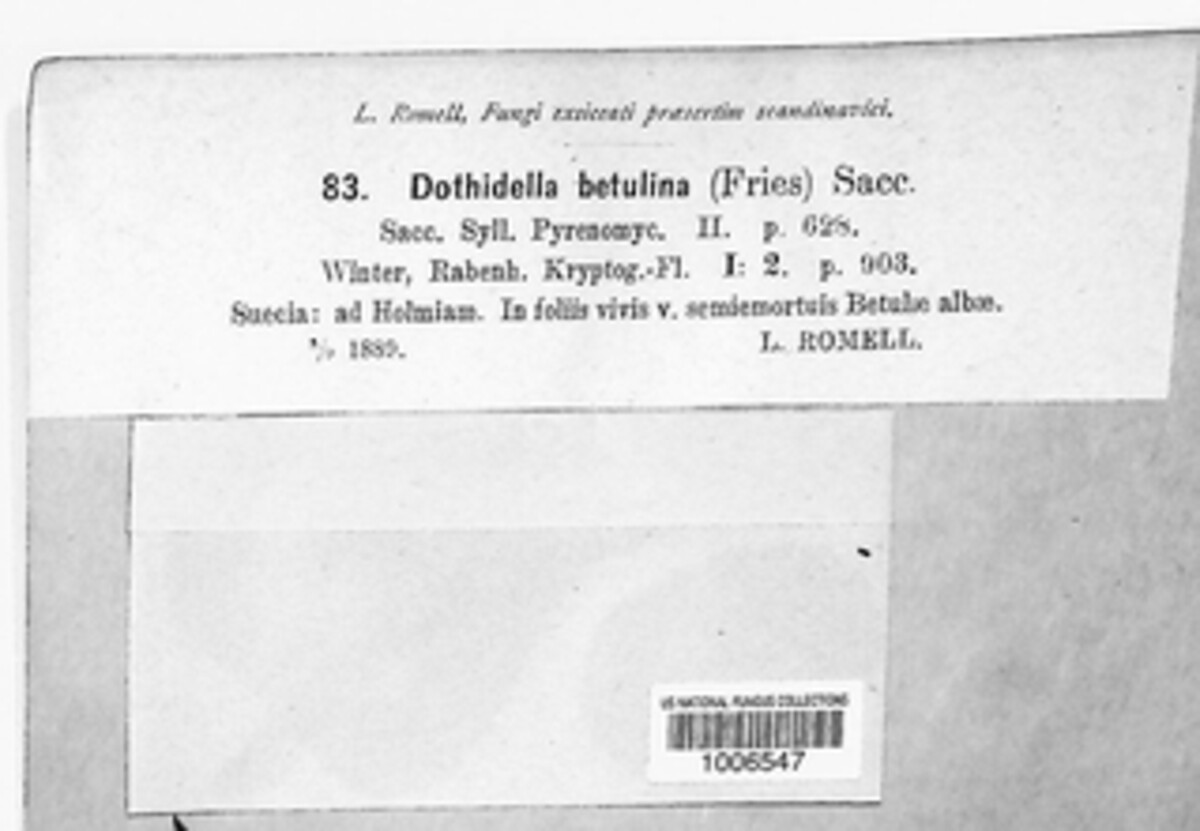 L. Romell, Fungi exsiccati præsertim scandinavici.
83. Dothidella betulina (Fries) Sacc.
Sacc. Syll. Pyrenomyc. II. p. 628.
Winter, Rabenh. Kryptog.-Fl. I: 2. p. 903.
Suecia: ad Holmiam. In foliis vivis v. semiemortuis Betulæ albæ.
1889. L. ROMELL.
US NATIONAL FUNGUS COLLECTIONS
1006547